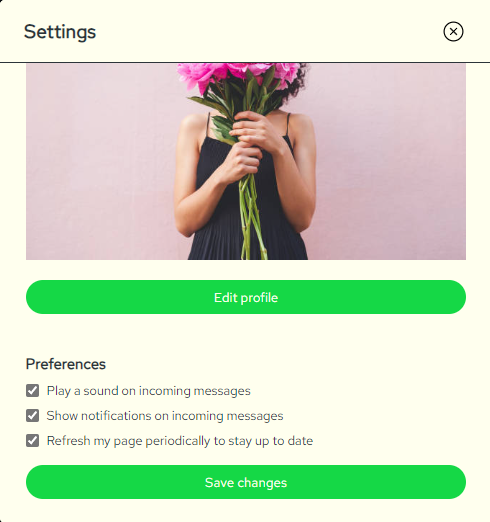 Settings
Edit profile
Preferences
Play a sound on incoming messages
Show notifications on incoming messages
Refresh my page periodically to stay up to date
Save changes